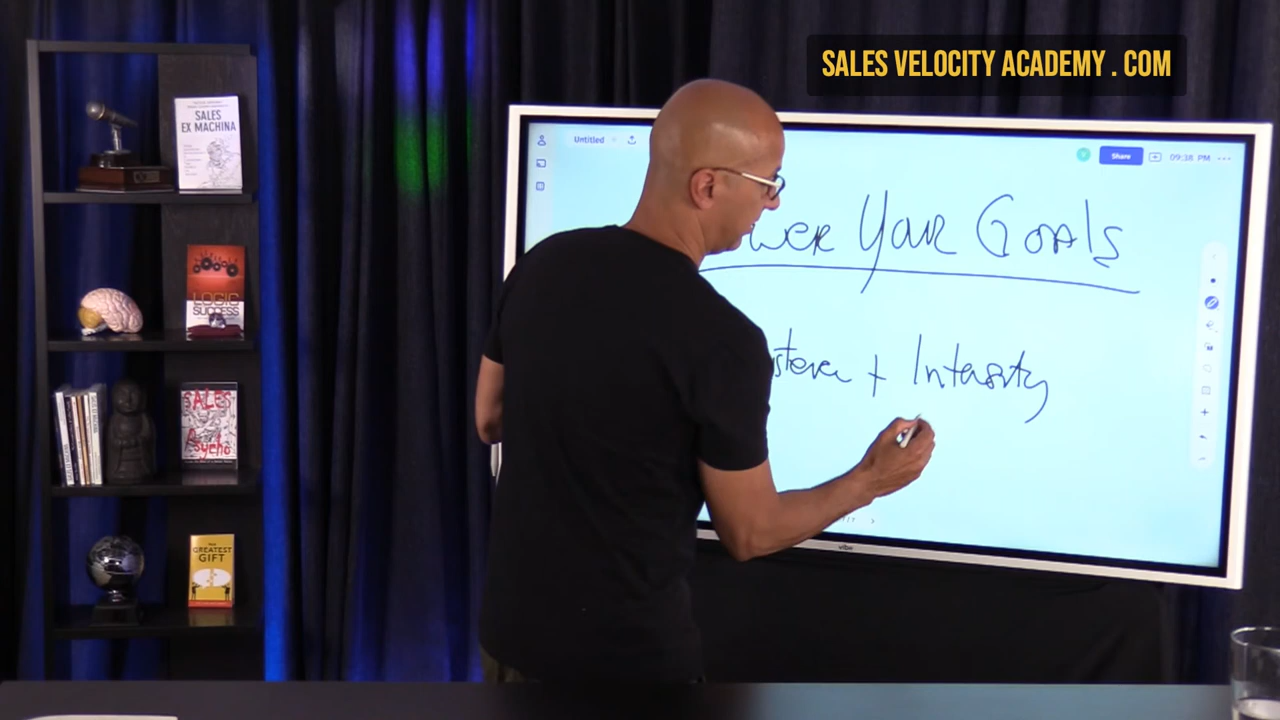 SALES VELOCITY ACADEMY . COM
SALES
EX MACHINA
LOGIC
SUCCESS
SALES
Psycho
THE
GREATEST
GIFT
Untitled
Share
09:38 PM
wer Your Goals
+ Intensity
vibe